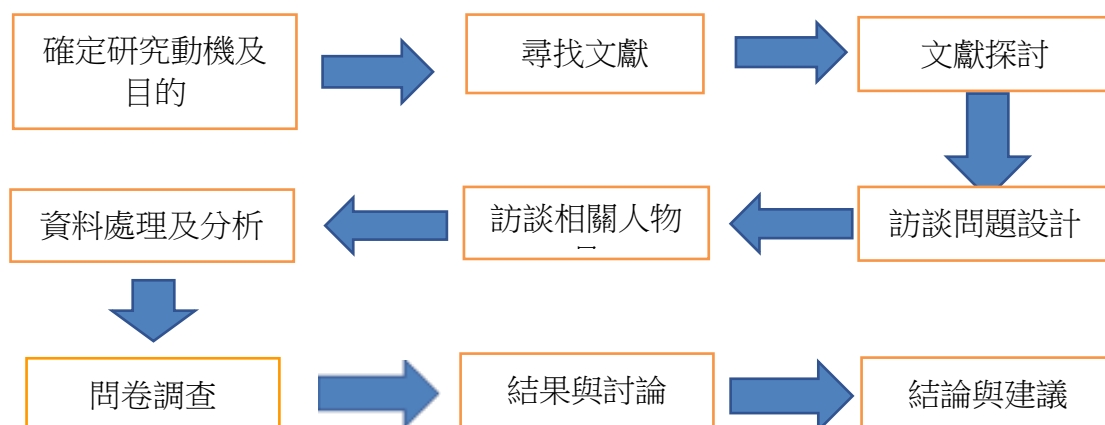 確定研究動機及
目的
尋找文獻
文獻探討
訪談問題設計
訪談相關人物
資料處理及分析
問卷調查
結果與討論
結論與建議